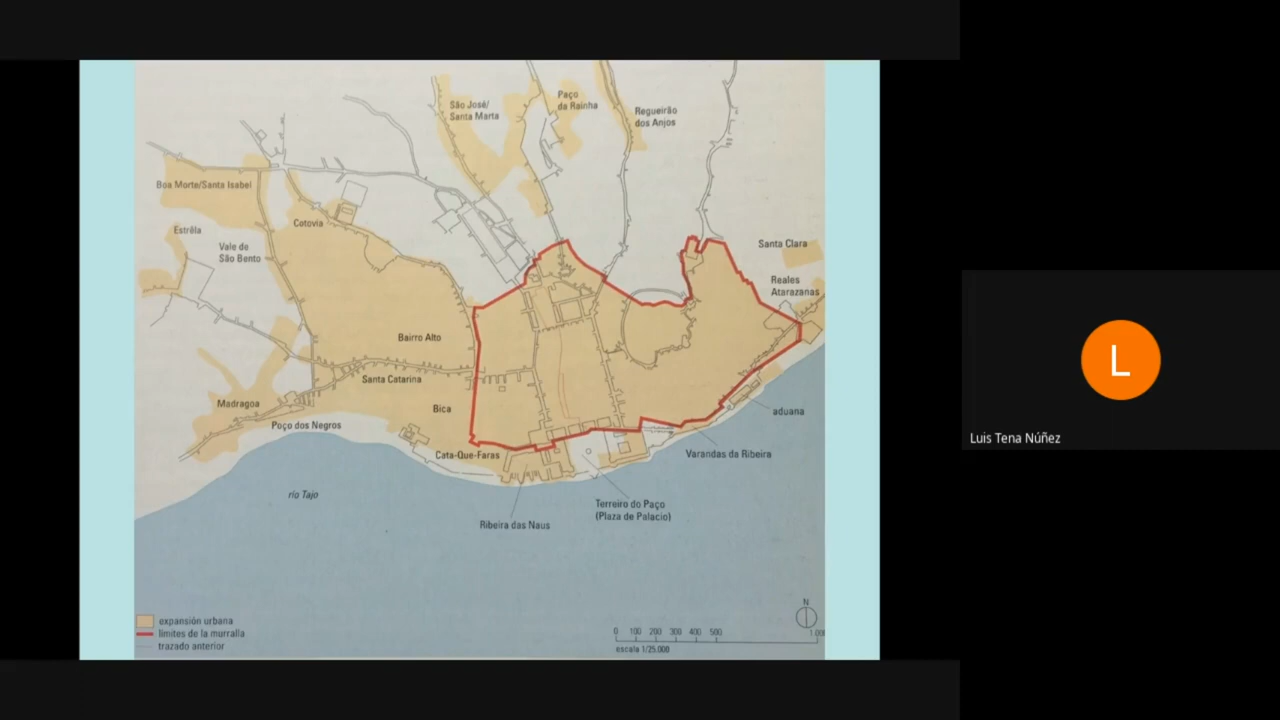 São José/
Santa Marta
Paço
da Rainha
Regueirão
dos Anjos
Boa Morte/Santa Isabel
Cotovia
Estrêla
Vale de
São Bento
Santa Clara
Reales
Atarazanas
Bairro Alto
Santa Catarina
Madragoa
Bica
aduana
Poço dos Negros
Cata-Que-Faras
Varandas da Ribeira
río Tajo
Terreiro do Paço
(Plaza de Palacio)
Ribeira das Naus
expansión urbana
límites de la murralla
trazado anterior
N
0 100 200 300 400 500
escala 1/25.000
L
Luis Tena Núñez